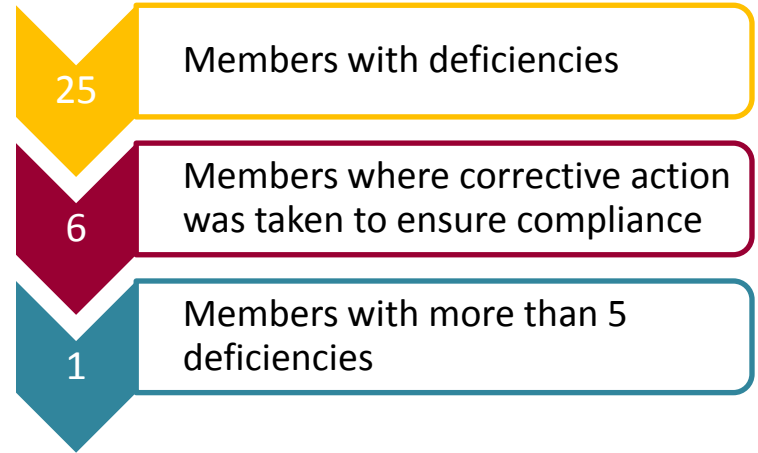 25
Members with deficiencies
6
Members where corrective action
was taken to ensure compliance
1
Members with more than 5
deficiencies